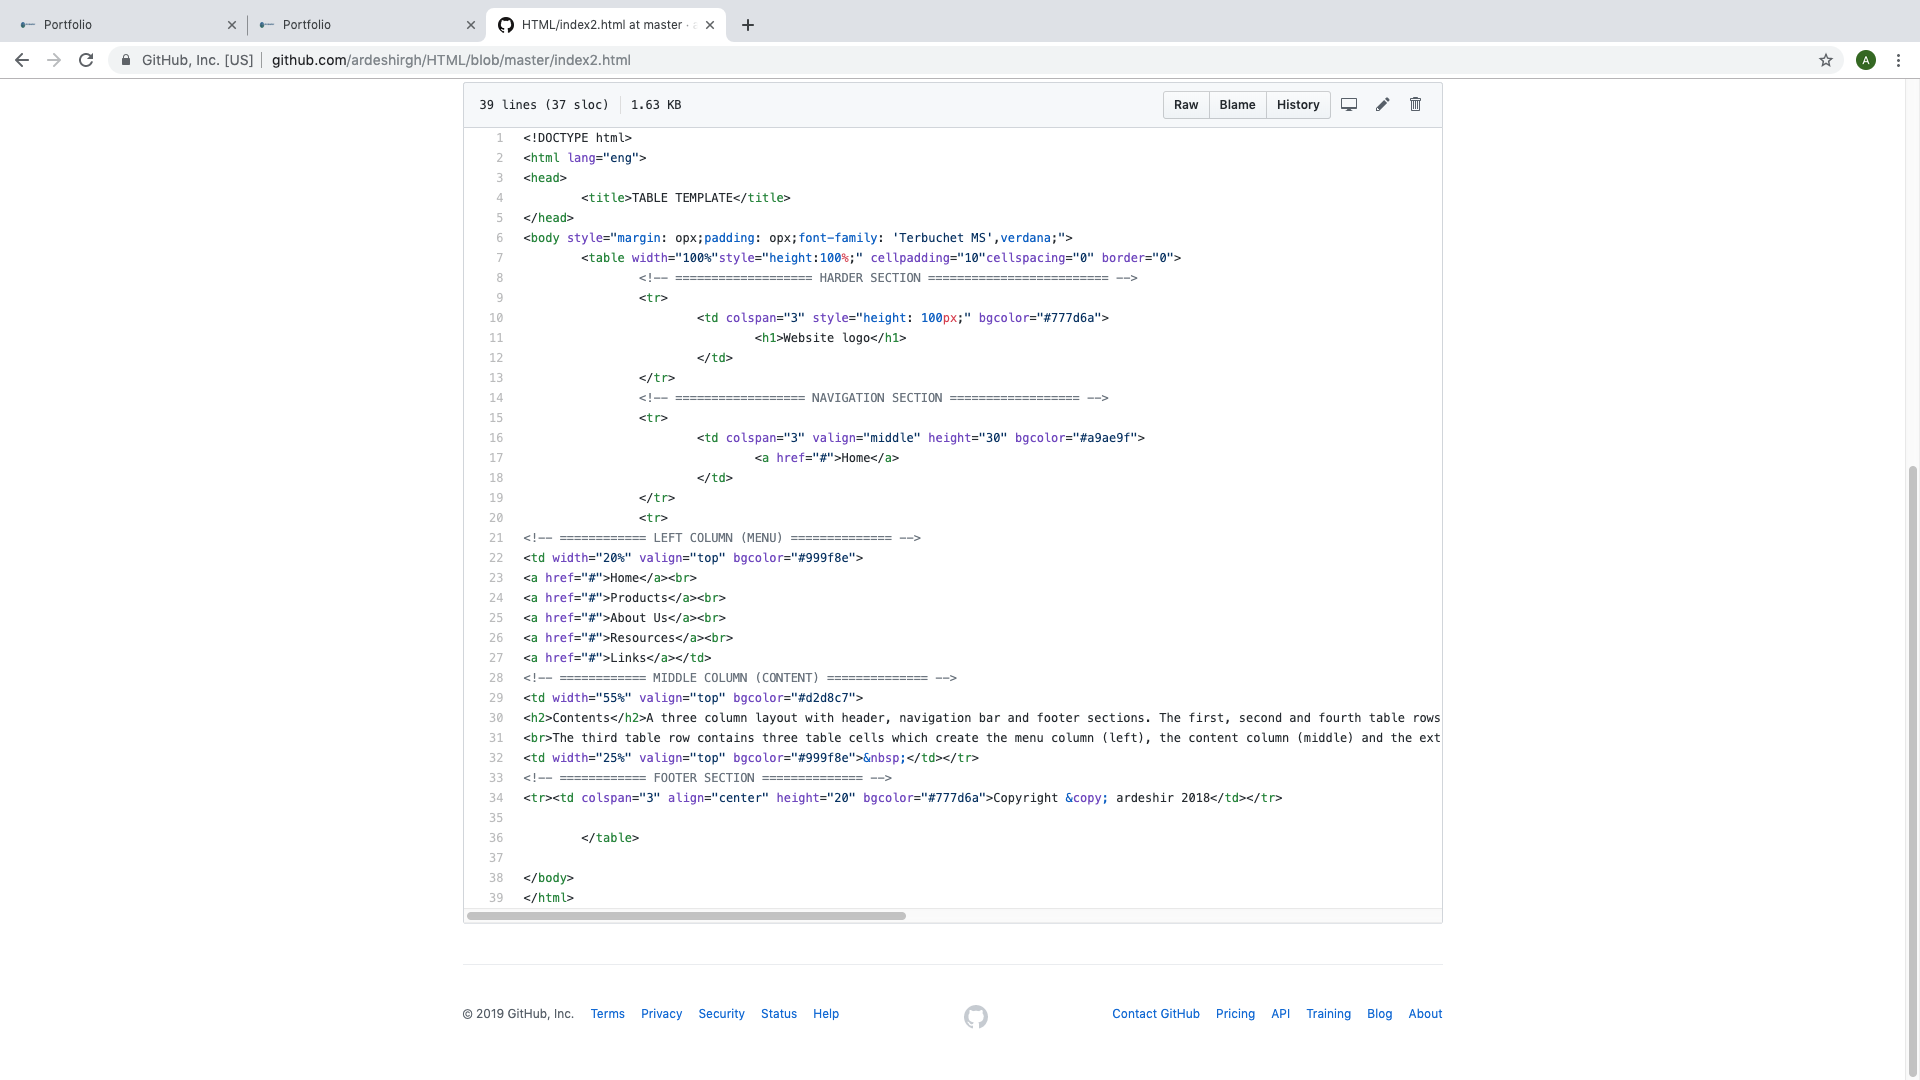 Portfolio
Portfolio
HTML/index2.html at master ·
GitHub, Inc. [US]
github.com/ardeshirgh/HTML/blob/master/index2.html
A
39 lines (37 sloc)
1.63 KB
Raw
Blame
History
1 <!DOCTYPE html>
2 <html lang="eng">
3 <head>
4 <title>TABLE TEMPLATE</title>
5 </head>
6 <body style="margin: opx;padding: opx;font-family: 'Terbuchet MS',verdana;">
7 <table width="100%"style="height:100%;" cellpadding="10"cellspacing="0" border="0">
8 <!-- =================== HARDER SECTION ========================= -->
9 <tr>
10 <td colspan="3" style="height: 100px;" bgcolor="#777d6a">
11 <h1>Website logo</h1>
12 </td>
13 </tr>
14 <!-- ================== NAVIGATION SECTION ================== -->
15 <tr>
16 <td colspan="3" valign="middle" height="30" bgcolor="#a9ae9f">
17 <a href="#">Home</a>
18 </td>
19 </tr>
20 <tr>
21 <!-- ============ LEFT COLUMN (MENU) ============== -->
22 <td width="20%" valign="top" bgcolor="#999f8e">
23 <a href="#">Home</a><br>
24 <a href="#">Products</a><br>
25 <a href="#">About Us</a><br>
26 <a href="#">Resources</a><br>
27 <a href="#">Links</a></td>
28 <!-- ============ MIDDLE COLUMN (CONTENT) ============== -->
29 <td width="55%" valign="top" bgcolor="#d2d8c7">
30 <h2>Contents</h2>A three column layout with header, navigation bar and footer sections. The first, second and fourth table rows
31 <br>The third table row contains three table cells which create the menu column (left), the content column (middle) and the ext
32 <td width="25%" valign="top" bgcolor="#999f8e">&nbsp;</td></tr>
33 <!-- ============ FOOTER SECTION ============== -->
34 <tr><td colspan="3" align="center" height="20" bgcolor="#777d6a">Copyright &copy; ardeshir 2018</td></tr>
35
36 </table>
37
38 </body>
39 </html>
© 2019 GitHub, Inc.
Terms
Privacy
Security
Status
Help
Contact GitHub
Pricing
API
Training
Blog
About